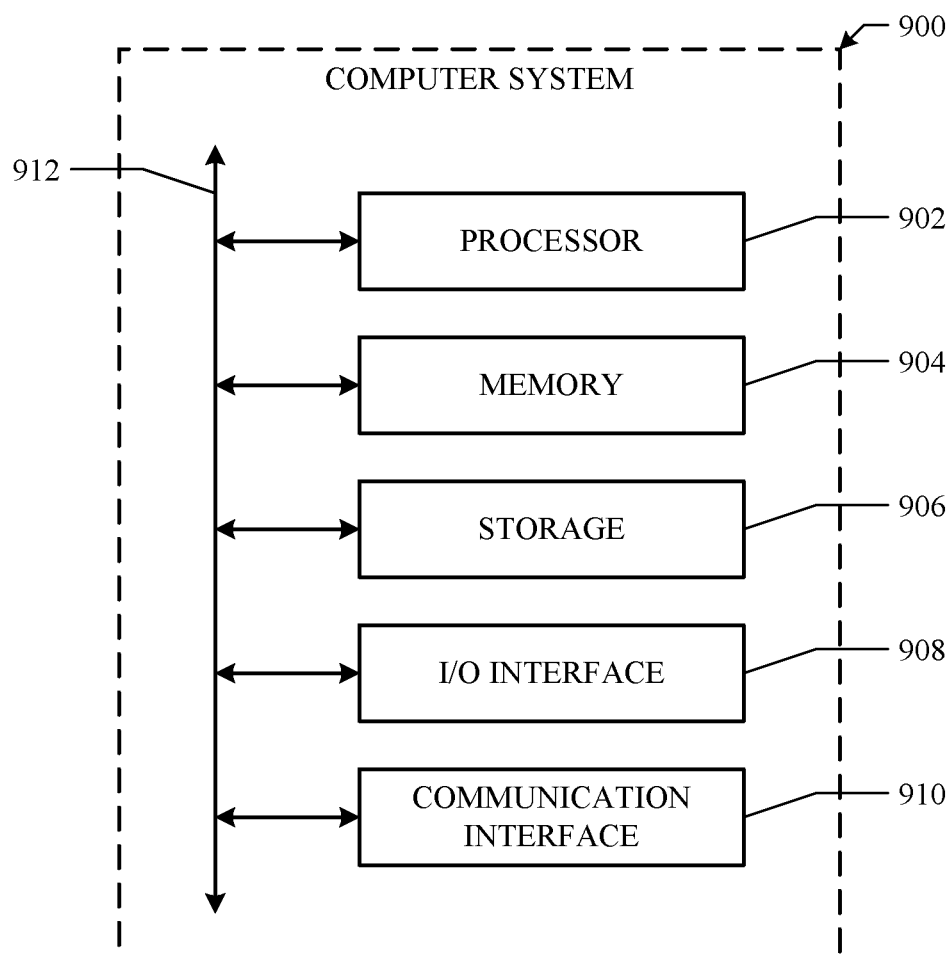 900
COMPUTER SYSTEM
912
PROCESSOR
902
MEMORY
904
STORAGE
906
I/O INTERFACE
908
COMMUNICATION
INTERFACE
910